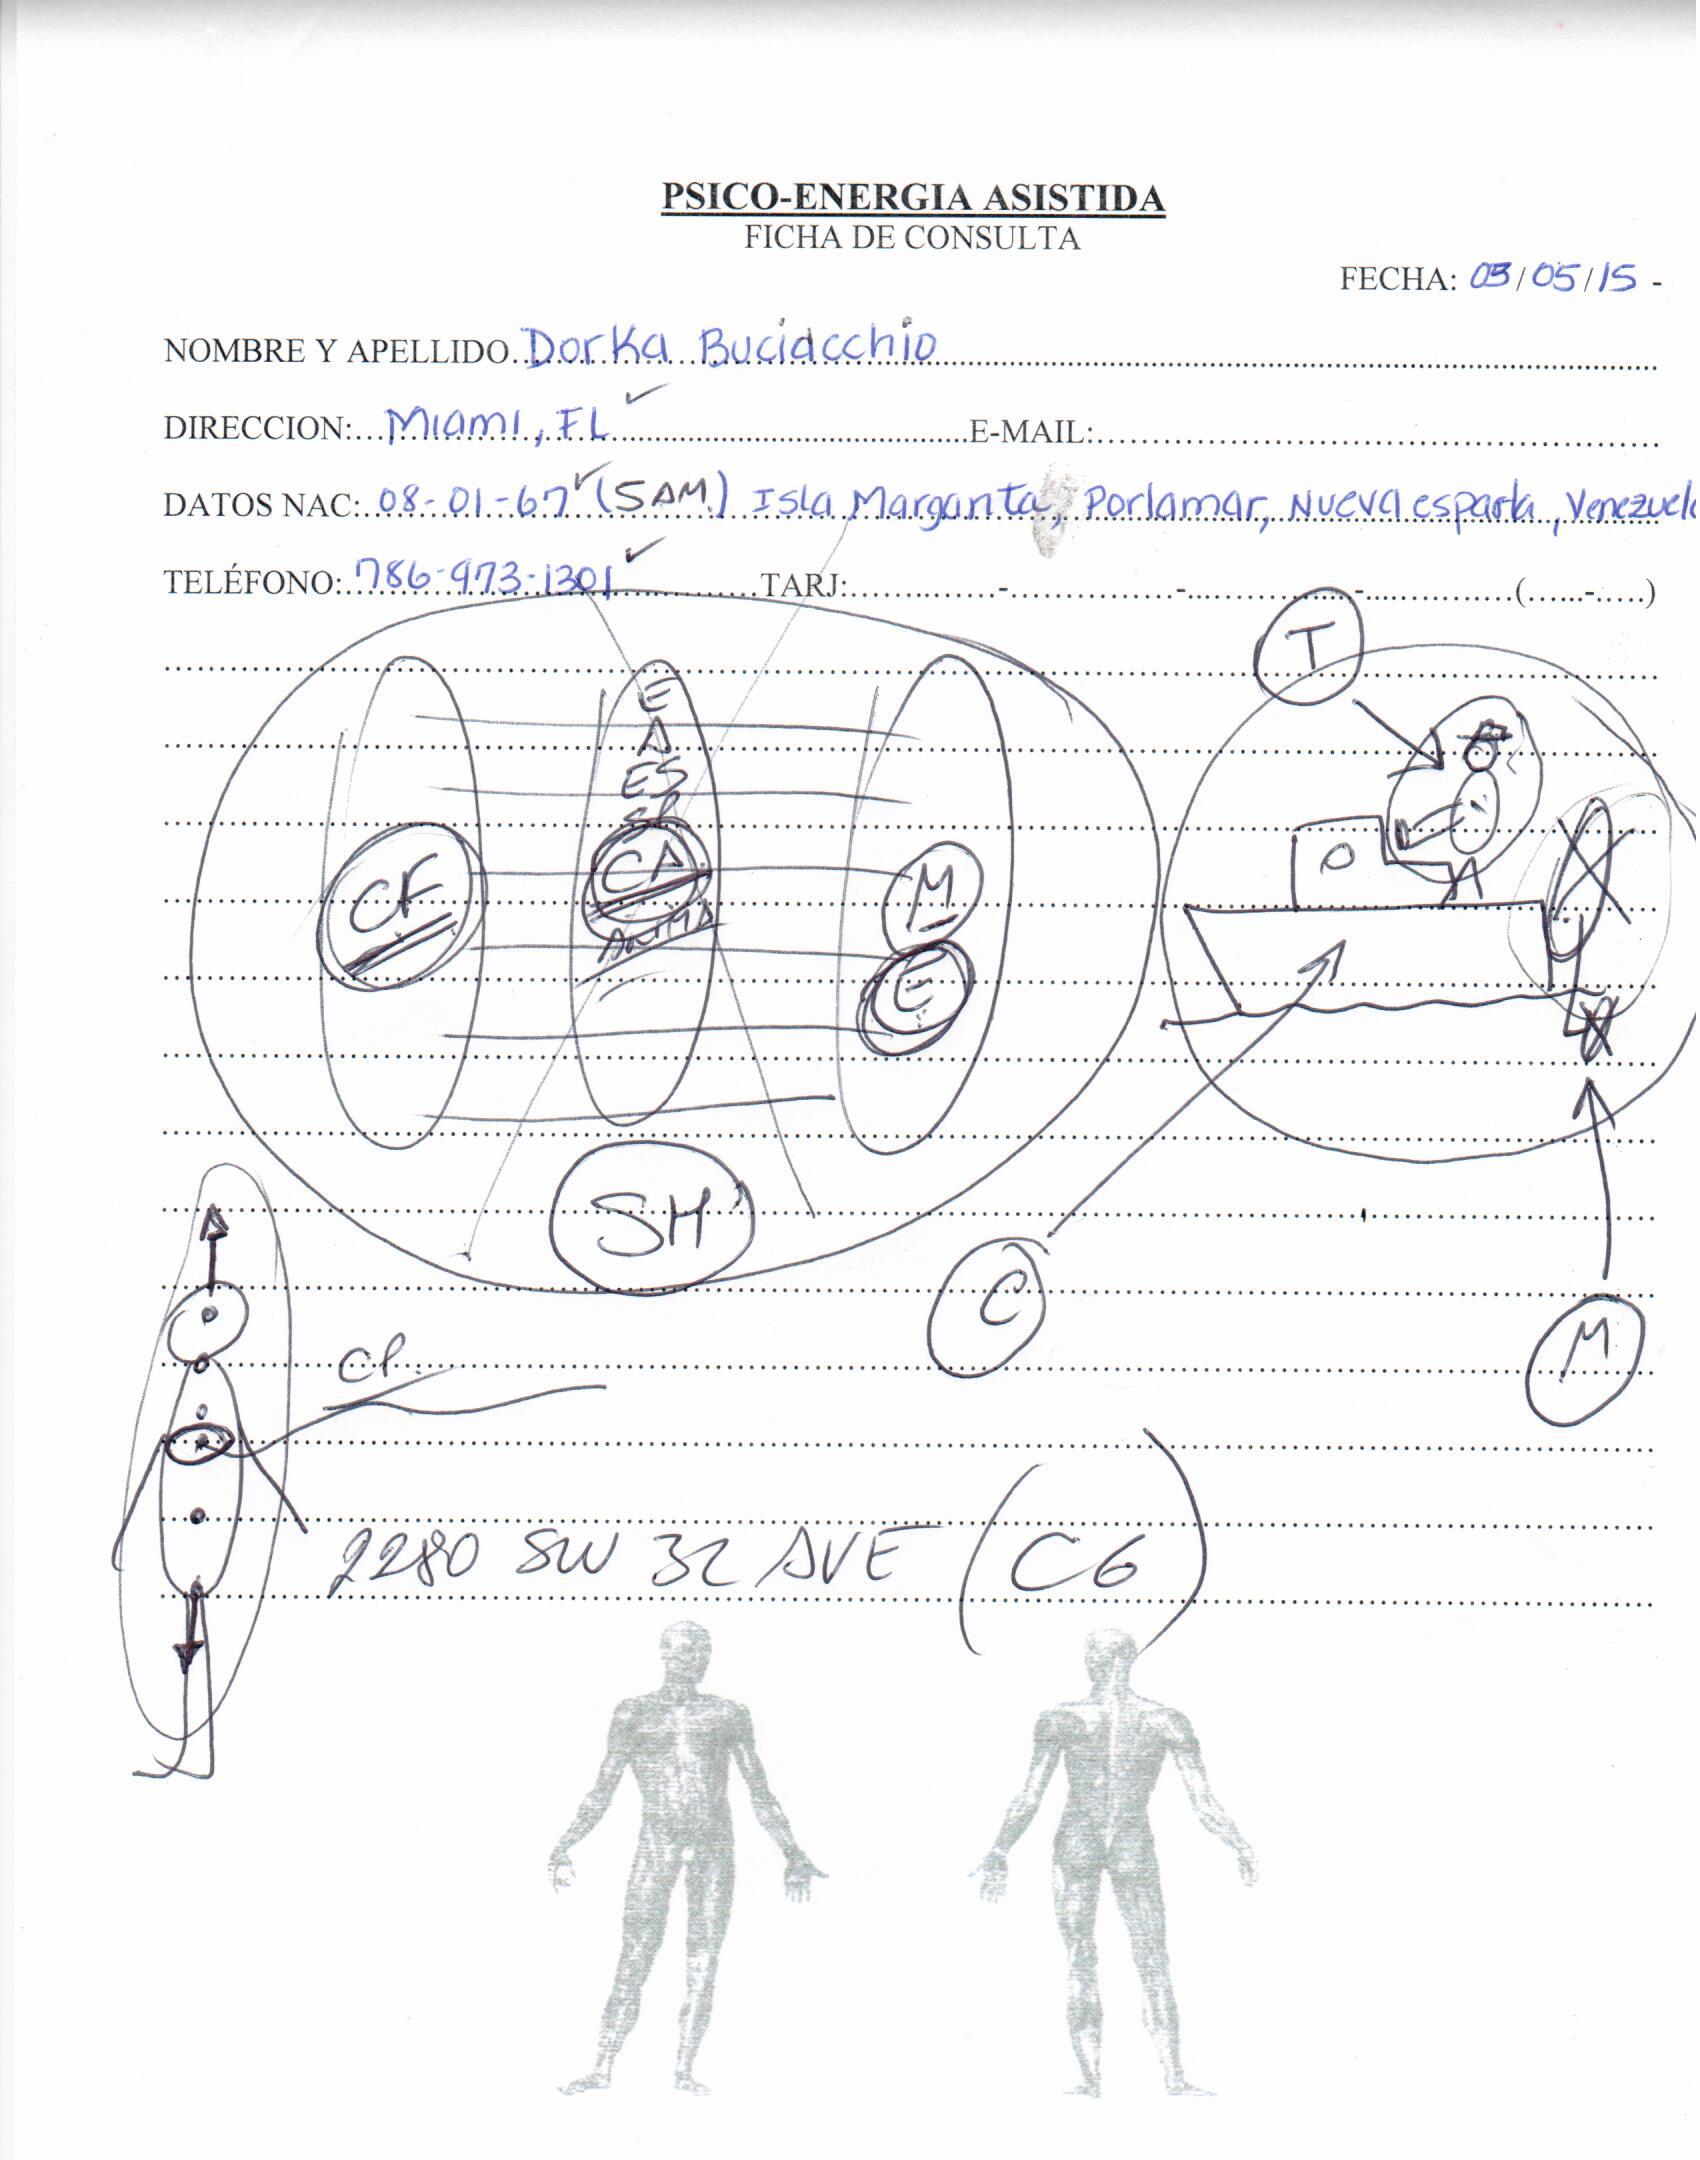 PSICO-ENERGIA ASISTIDA
FICHA DE CONSULTA
FECHA: 03/05/15 -
NOMBRE Y APELLIDO. Dorka Buciacchio
DIRECCION: Miami, FL E-MAIL:
DATOS NAC: 08-01-67 (5 AM.) Isla Margarita, Porlamar, Nueva esparta, Venezuela
TELÉFONO: 786-973-1301 TARJ: - - - ( - )
T
E
A
ES
CF
CA
M
E
SH
C
M
CP.
2280 SW 32 AVE (C6)